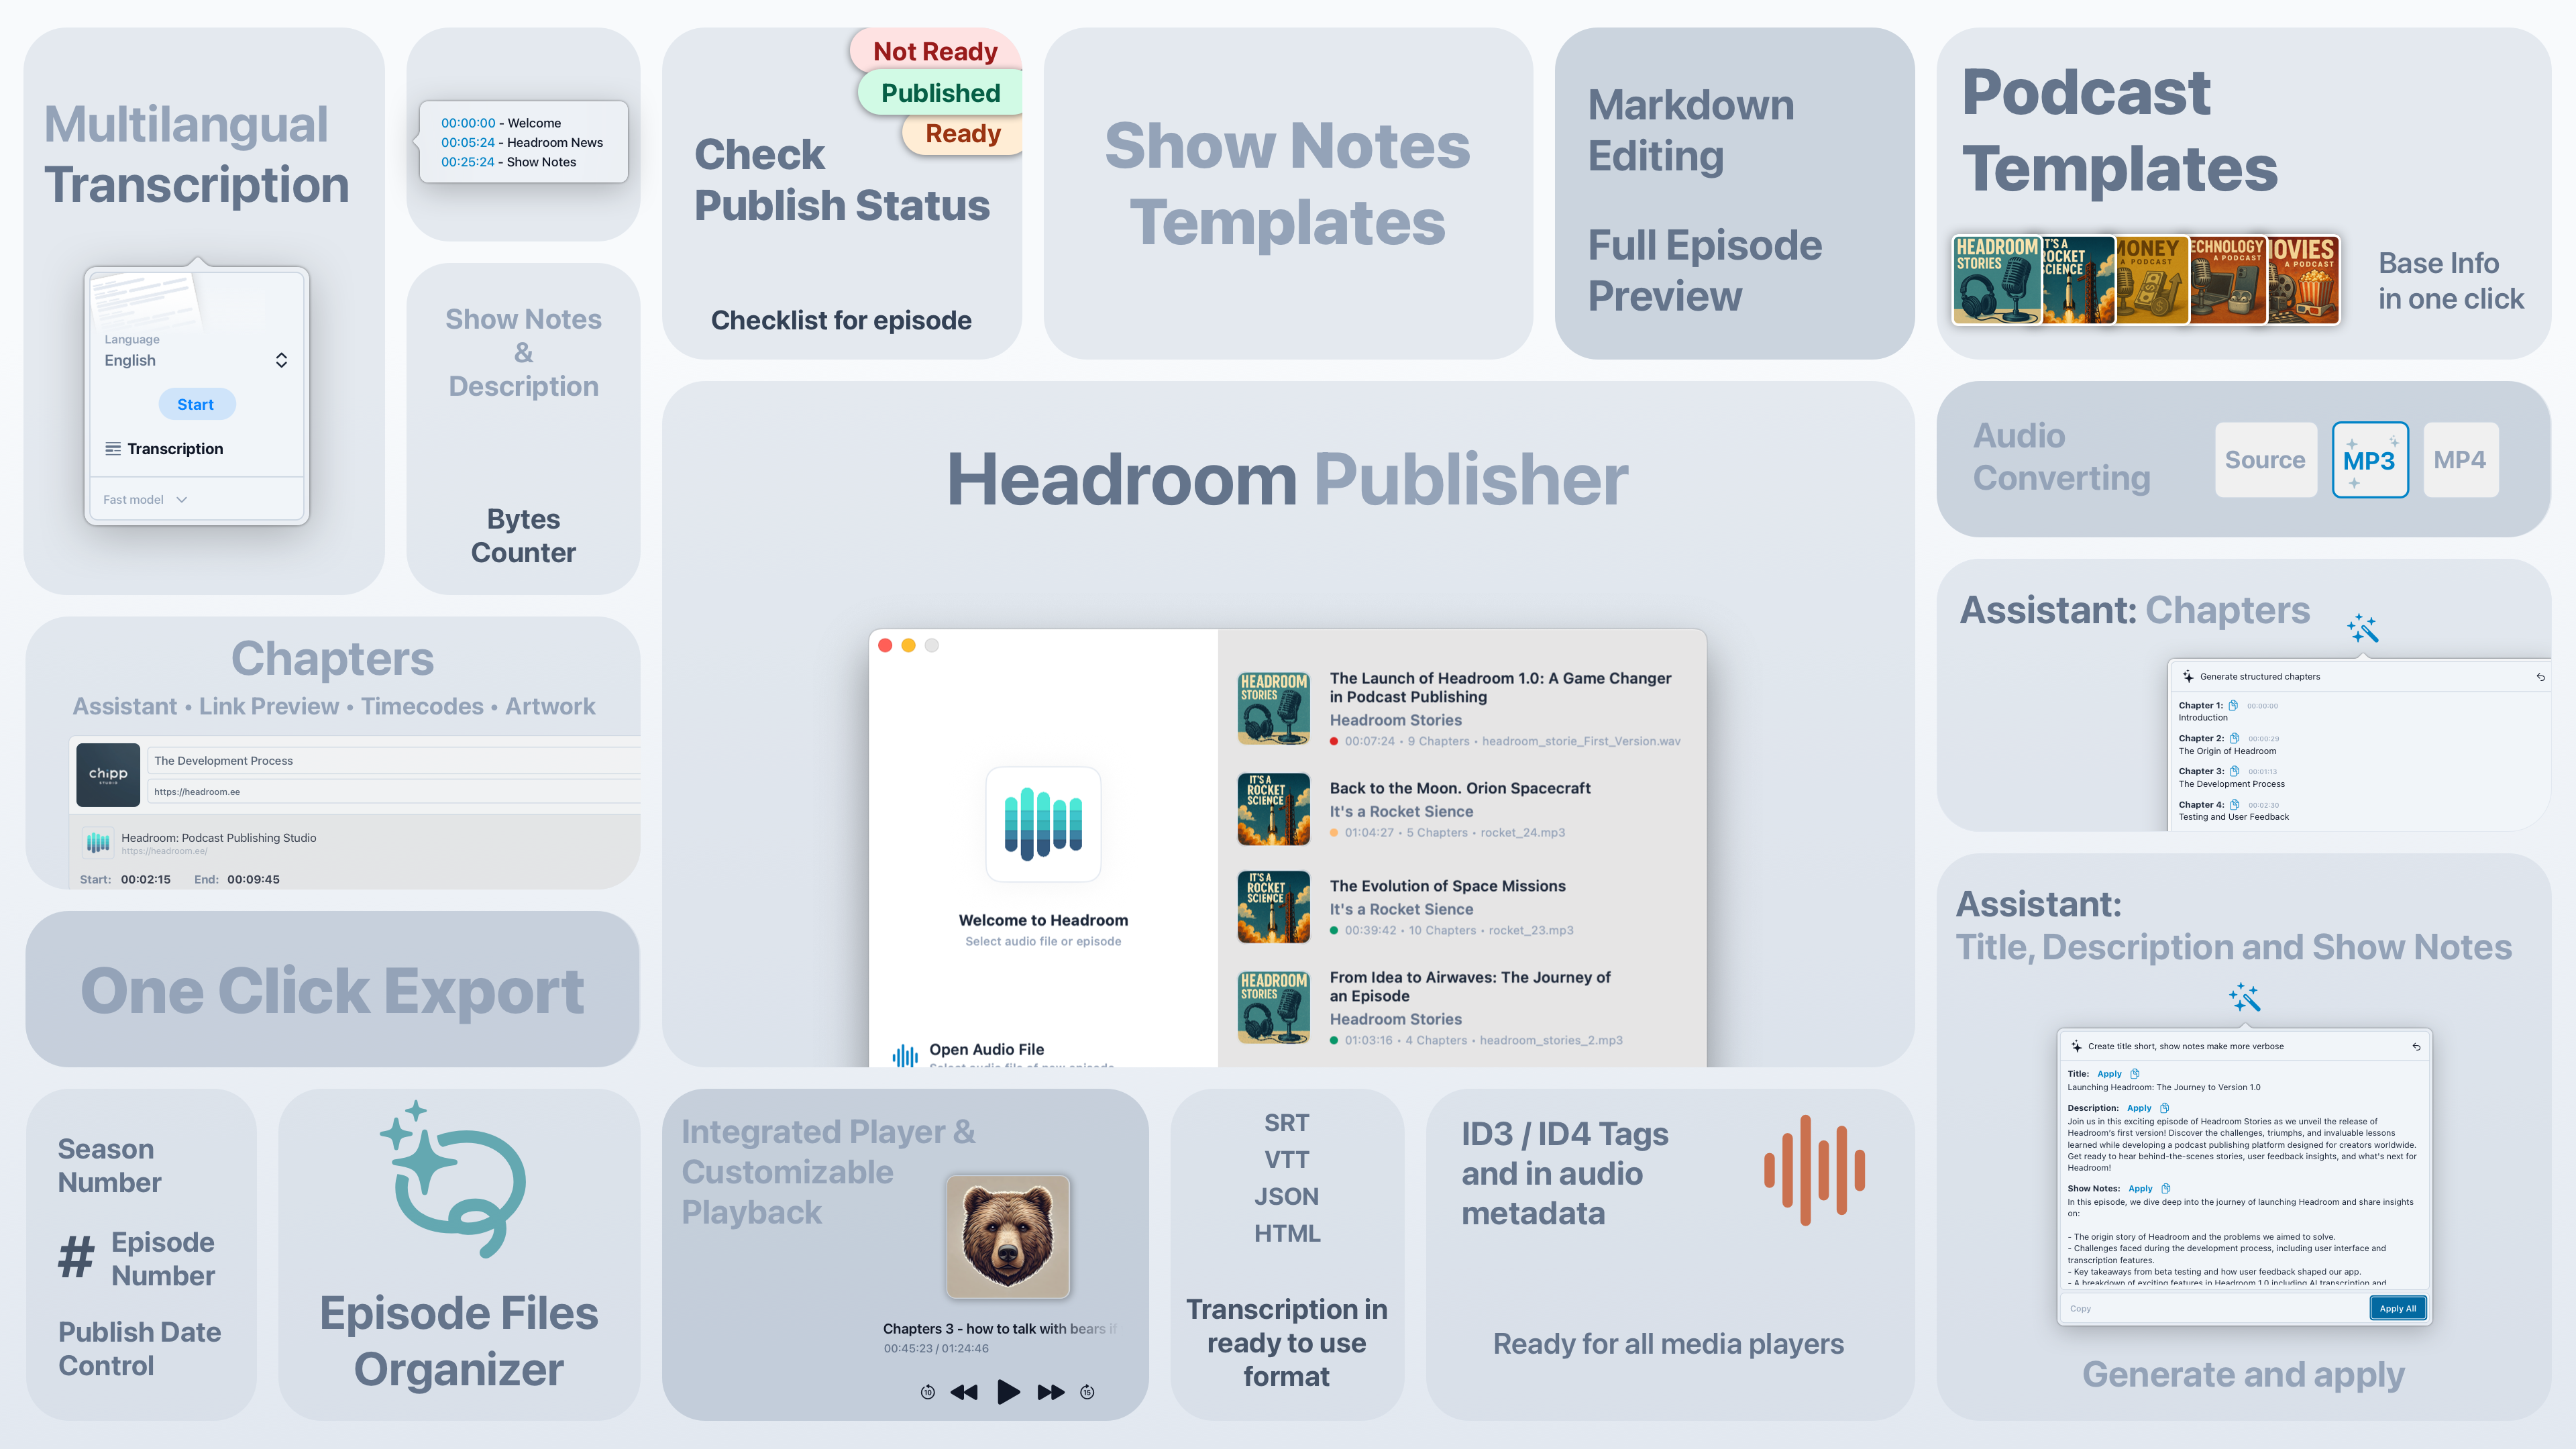 Multilangual
Transcription
Language
English
Start
Transcription
Fast model
00:00:00 - Welcome
00:05:24 - Headroom News
00:25:24 - Show Notes
Show Notes
&
Description
Bytes
Counter
Not Ready
Published
Ready
Check
Publish Status
Checklist for episode
Show Notes
Templates
Markdown
Editing
Full Episode
Preview
Podcast
Templates
HEADROOM
STORIES
IT'S A
ROCKET
SCIENCE
MONEY
A PODCAST
TECHNOLOGY
A PODCAST
MOVIES
A PODCAST
Base Info
in one click
Chapters
Assistant • Link Preview • Timecodes • Artwork
chipp
STUDIO
The Development Process
https://headroom.ee
Headroom: Podcast Publishing Studio
https://headroom.ee/
Start: 00:02:15 End: 00:09:45
One Click Export
Headroom Publisher
Welcome to Headroom
Select audio file or episode
Open Audio File
Select audio file of new episode
HEADROOM
STORIES
The Launch of Headroom 1.0: A Game Changer
in Podcast Publishing
Headroom Stories
00:07:24 • 9 Chapters • headroom_storie_First_Version.wav
IT'S A
ROCKET
SCIENCE
Back to the Moon. Orion Spacecraft
It's a Rocket Sience
01:04:27 • 5 Chapters • rocket_24.mp3
IT'S A
ROCKET
SCIENCE
The Evolution of Space Missions
It's a Rocket Sience
00:39:42 • 10 Chapters • rocket_23.mp3
HEADROOM
STORIES
From Idea to Airwaves: The Journey of
an Episode
Headroom Stories
01:03:16 • 4 Chapters • headroom_stories_2.mp3
Audio
Converting
Source
MP3
MP4
Assistant: Chapters
Generate structured chapters
Chapter 1: 00:00:00
Introduction
Chapter 2: 00:00:29
The Origin of Headroom
Chapter 3: 00:01:13
The Development Process
Chapter 4: 00:02:30
Testing and User Feedback
Assistant:
Title, Description and Show Notes
Create title short, show notes make more verbose
Title: Apply
Launching Headroom: The Journey to Version 1.0
Description: Apply
Join us in this exciting episode of Headroom Stories as we unveil the release of
Headroom's first version! Discover the challenges, triumphs, and invaluable lessons
learned while developing a podcast publishing platform designed for creators worldwide.
Get ready to hear behind-the-scenes stories, user feedback insights, and what's next for
Headroom!
Show Notes: Apply
In this episode, we dive deep into the journey of launching Headroom and share insights
on:
- The origin story of Headroom and the problems we aimed to solve.
- Challenges faced during the development process, including user interface and
transcription features.
- Key takeaways from beta testing and how user feedback shaped our app.
- A breakdown of exciting features in Headroom 1.0 including AI transcription and
Copy
Apply All
Generate and apply
Season
Number
# Episode
Number
Publish Date
Control
Episode Files
Organizer
Integrated Player &
Customizable
Playback
Chapters 3 - how to talk with bears if
00:45:23 / 01:24:46
10
15
SRT
VTT
JSON
HTML
Transcription in
ready to use
format
ID3 / ID4 Tags
and in audio
metadata
Ready for all media players